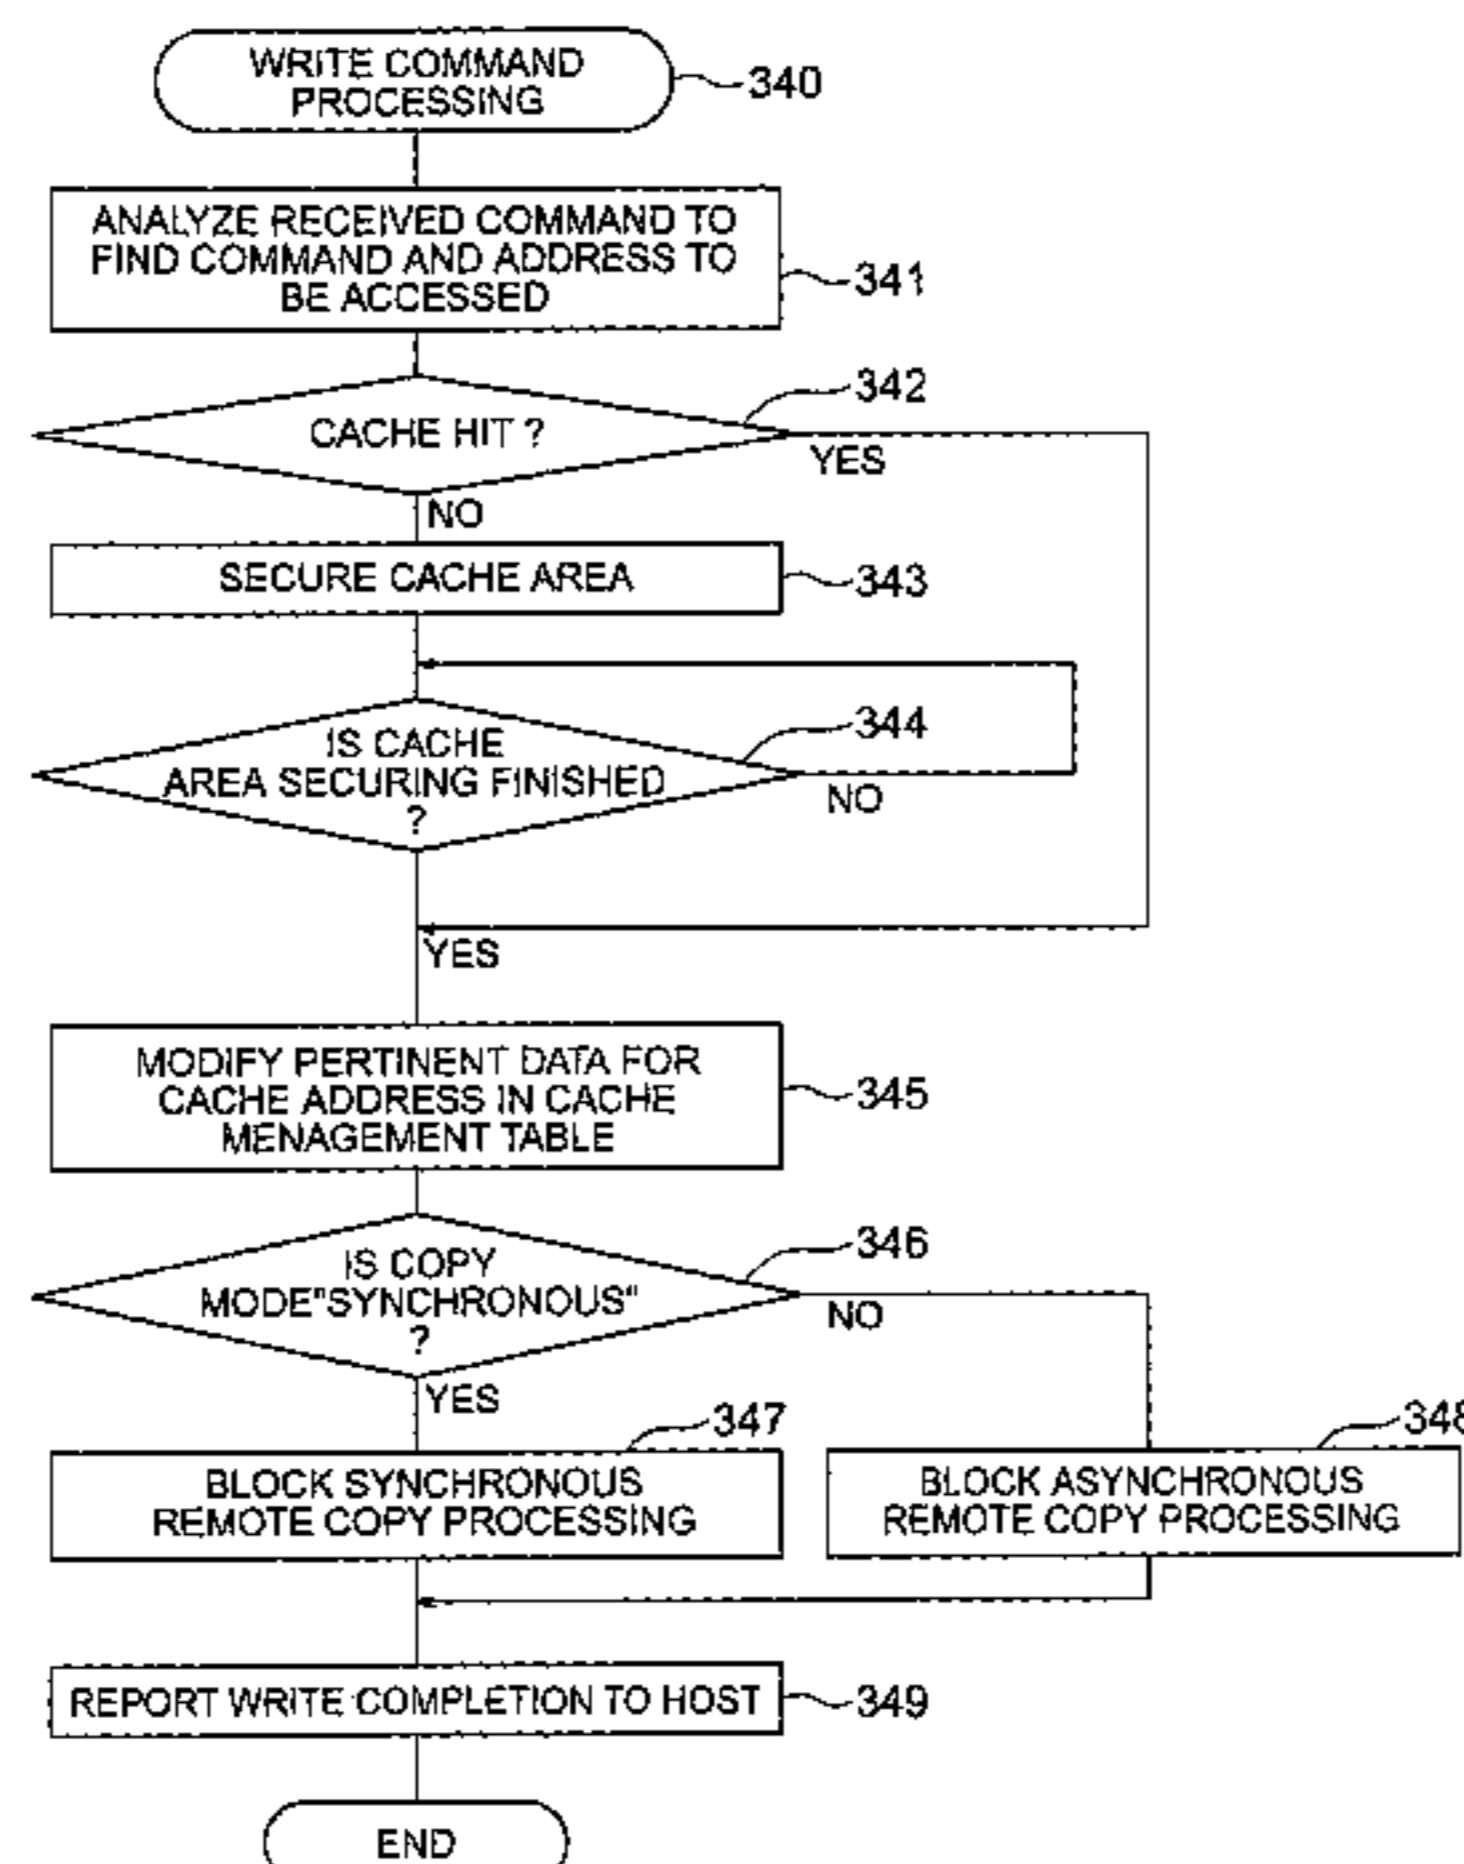 WRITE COMMAND
PROCESSING
340
ANALYZE RECEIVED COMMAND TO
FIND COMMAND AND ADDRESS TO
BE ACCESSED
341
342
CACHE HIT ?
YES
NO
SECURE CACHE AREA
343
344
IS CACHE
AREA SECURING FINISHED
?
NO
YES
MODIFY PERTINENT DATA FOR
CACHE ADDRESS IN CACHE
MENAGEMENT TABLE
345
346
IS COPY
MODE"SYNCHRONOUS"
?
NO
YES
347
348
BLOCK SYNCHRONOUS
REMOTE COPY PROCESSING
BLOCK ASYNCHRONOUS
REMOTE COPY PROCESSING
REPORT WRITE COMPLETION TO HOST
349
END